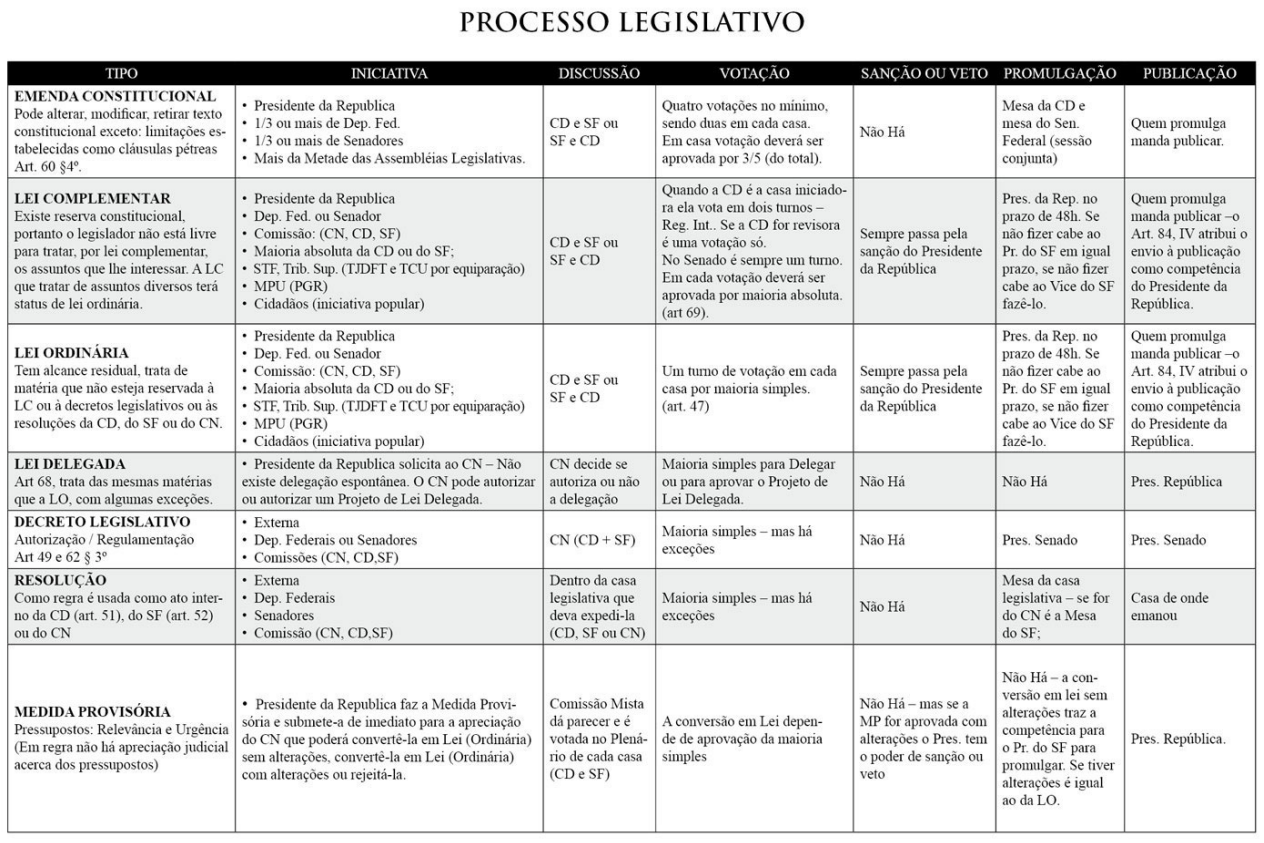 PROCESSO LEGISLATIVO
TIPO
INICIATIVA
DISCUSSÃO
VOTAÇÃO
SANÇÃO OU VETO
PROMULGAÇÃO
PUBLICAÇÃO
EMENDA CONSTITUCIONAL
Pode alterar, modificar, retirar texto
constitucional exceto: limitações es-
tabelecidas como cláusulas pétreas
Art. 60 §4º.
• Presidente da Republica
• 1/3 ou mais de Dep. Fed.
• 1/3 ou mais de Senadores
• Mais da Metade das Assembléias Legislativas.
CD e SF ou
SF e CD
Quatro votações no mínimo,
sendo duas em cada casa.
Em casa votação deverá ser
aprovada por 3/5 (do total).
Não Há
Mesa da CD e
mesa do Sen.
Federal (sessão
conjunta)
Quem promulga
manda publicar.
LEI COMPLEMENTAR
Existe reserva constitucional,
portanto o legislador não está livre
para tratar, por lei complementar,
os assuntos que lhe interessar. A LC
que tratar de assuntos diversos terá
status de lei ordinária.
• Presidente da Republica
• Dep. Fed. ou Senador
• Comissão: (CN, CD, SF)
• Maioria absoluta da CD ou do SF;
• STF, Trib. Sup. (TJDFT e TCU por equiparação)
• MPU (PGR)
• Cidadãos (iniciativa popular)
CD e SF ou
SF e CD
Quando a CD é a casa iniciado-
ra ela vota em dois turnos –
Reg. Int.. Se a CD for revisora
é uma votação só.
No Senado é sempre um turno.
Em cada votação deverá ser
aprovada por maioria absoluta.
(art 69).
Sempre passa pela
sanção do Presidente
da República
Pres. da Rep. no
prazo de 48h. Se
não fizer cabe ao
Pr. do SF em igual
prazo, se não fizer
cabe ao Vice do SF
fazê-lo.
Quem promulga
manda publicar –o
Art. 84, IV atribui o
envio à publicação
como competência
do Presidente da
República.
LEI ORDINÁRIA
Tem alcance residual, trata de
matéria que não esteja reservada à
LC ou à decretos legislativos ou às
resoluções da CD, do SF ou do CN.
• Presidente da Republica
• Dep. Fed. ou Senador
• Comissão: (CN, CD, SF)
• Maioria absoluta da CD ou do SF;
• STF, Trib. Sup. (TJDFT e TCU por equiparação)
• MPU (PGR)
• Cidadãos (iniciativa popular)
CD e SF ou
SF e CD
Um turno de votação em cada
casa por maioria simples.
(art. 47)
Sempre passa pela
sanção do Presidente
da República
Pres. da Rep. no
prazo de 48h. Se
não fizer cabe ao
Pr. do SF em igual
prazo, se não fizer
cabe ao Vice do SF
fazê-lo.
Quem promulga
manda publicar –o
Art. 84, IV atribui o
envio à publicação
como competência
do Presidente da
República.
LEI DELEGADA
Art 68, trata das mesmas matérias
que a LO, com algumas exceções.
• Presidente da Republica solicita ao CN – Não
existe delegação espontânea. O CN pode autorizar
ou autorizar um Projeto de Lei Delegada.
CN decide se
autoriza ou não
a delegação
Maioria simples para Delegar
ou para aprovar o Projeto de
Lei Delegada.
Não Há
Não Há
Pres. República
DECRETO LEGISLATIVO
Autorização / Regulamentação
Art 49 e 62 § 3º
• Externa
• Dep. Federais ou Senadores
• Comissões (CN, CD,SF)
CN (CD + SF)
Maioria simples – mas há
exceções
Não Há
Pres. Senado
Pres. Senado
RESOLUÇÃO
Como regra é usada como ato inter-
no da CD (art. 51), do SF (art. 52)
ou do CN
• Externa
• Dep. Federais
• Senadores
• Comissão (CN, CD,SF)
Dentro da casa
legislativa que
deva expedi-la
(CD, SF ou CN)
Maioria simples – mas há
exceções
Não Há
Mesa da casa
legislativa – se for
do CN é a Mesa
do SF;
Casa de onde
emanou
MEDIDA PROVISÓRIA
Pressupostos: Relevância e Urgência
(Em regra não há apreciação judicial
acerca dos pressupostos)
• Presidente da Republica faz a Medida Provi-
sória e submete-a de imediato para a apreciação
do CN que poderá convertê-la em Lei (Ordinária)
sem alterações, convertê-la em Lei (Ordinária)
com alterações ou rejeitá-la.
Comissão Mista
dá parecer e é
votada no Plená-
rio de cada casa
(CD e SF)
A conversão em Lei depen-
de de aprovação da maioria
simples
Não Há – mas se a
MP for aprovada com
alterações o Pres. tem
o poder de sanção ou
veto
Não Há – a con-
versão em lei sem
alterações traz a
competência para
o Pr. do SF para
promulgar. Se tiver
alterações é igual
ao da LO.
Pres. República.